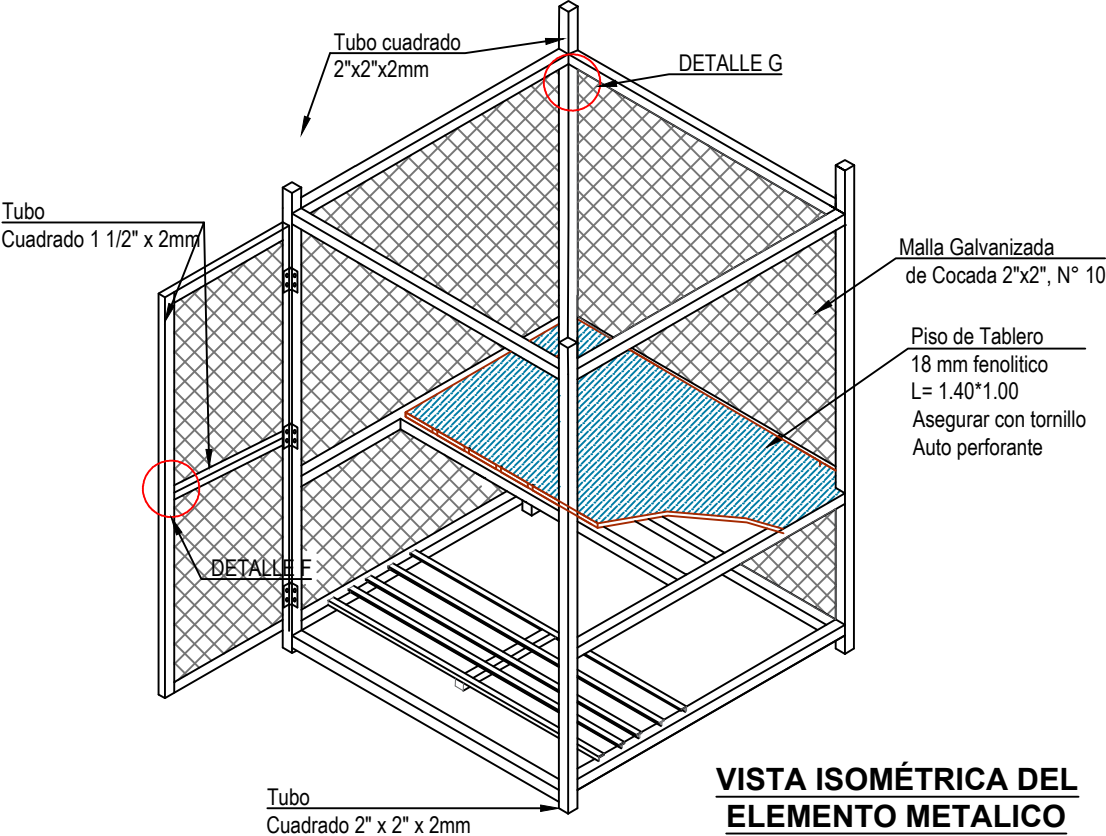 Tubo cuadrado
2"x2"x2mm
DETALLE G
Tubo
Cuadrado 1 1/2" x 2mm
Malla Galvanizada
de Cocada 2"x2", N° 10
Piso de Tablero
18 mm fenolitico
L= 1.40*1.00
Asegurar con tornillo
Auto perforante
DETALLE F
Tubo
Cuadrado 2" x 2" x 2mm
VISTA ISOMÉTRICA DEL
ELEMENTO METALICO